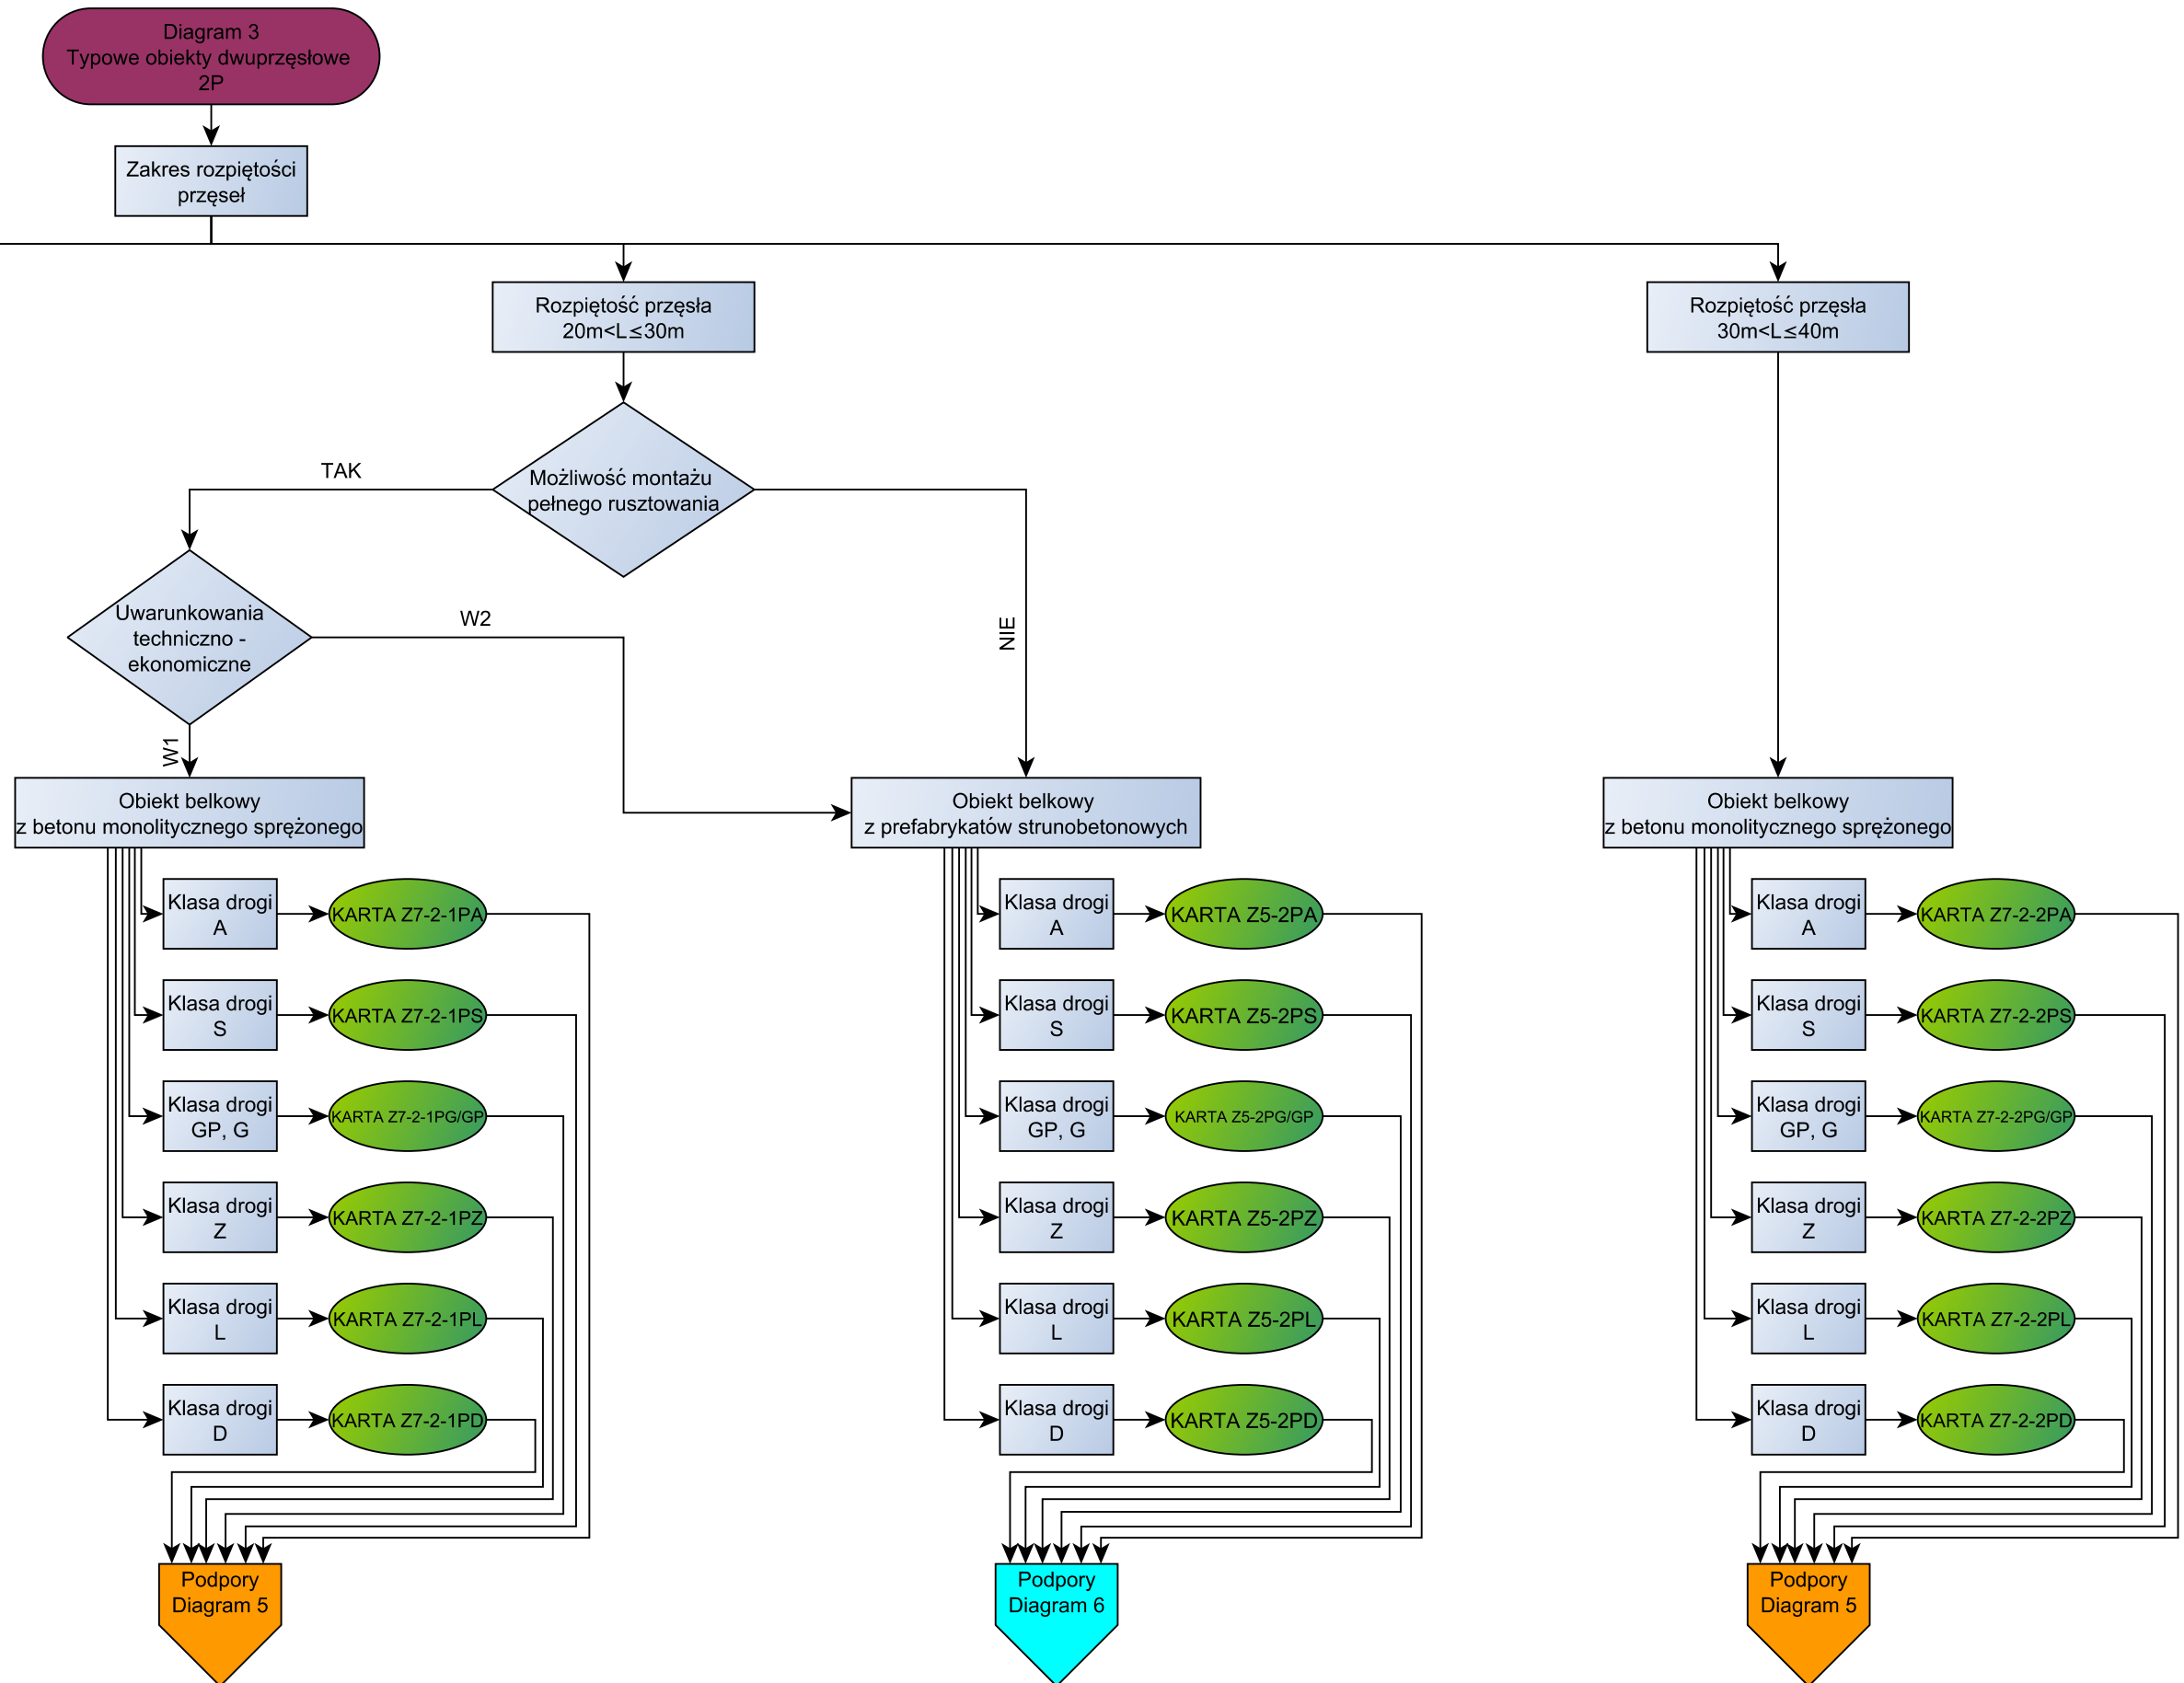 Diagram 3
Typowe obiekty dwuprzęsłowe
2P
Zakres rozpiętości
przęseł
Rozpiętość przęsła
20m<L≤30m
Rozpiętość przęsła
30m<L≤40m
Możliwość montażu
pełnego rusztowania
TAK
NIE
Uwarunkowania
techniczno -
ekonomiczne
W2
W1
Obiekt belkowy
z betonu monolitycznego sprężonego
Klasa drogi
A
KARTA Z7-2-1PA
Klasa drogi
S
KARTA Z7-2-1PS
Klasa drogi
GP, G
KARTA Z7-2-1PG/GP
Klasa drogi
Z
KARTA Z7-2-1PZ
Klasa drogi
L
KARTA Z7-2-1PL
Klasa drogi
D
KARTA Z7-2-1PD
Podpory
Diagram 5
Obiekt belkowy
z prefabrykatów strunobetonowych
Klasa drogi
A
KARTA Z5-2PA
Klasa drogi
S
KARTA Z5-2PS
Klasa drogi
GP, G
KARTA Z5-2PG/GP
Klasa drogi
Z
KARTA Z5-2PZ
Klasa drogi
L
KARTA Z5-2PL
Klasa drogi
D
KARTA Z5-2PD
Podpory
Diagram 6
Obiekt belkowy
z betonu monolitycznego sprężonego
Klasa drogi
A
KARTA Z7-2-2PA
Klasa drogi
S
KARTA Z7-2-2PS
Klasa drogi
GP, G
KARTA Z7-2-2PG/GP
Klasa drogi
Z
KARTA Z7-2-2PZ
Klasa drogi
L
KARTA Z7-2-2PL
Klasa drogi
D
KARTA Z7-2-2PD
Podpory
Diagram 5